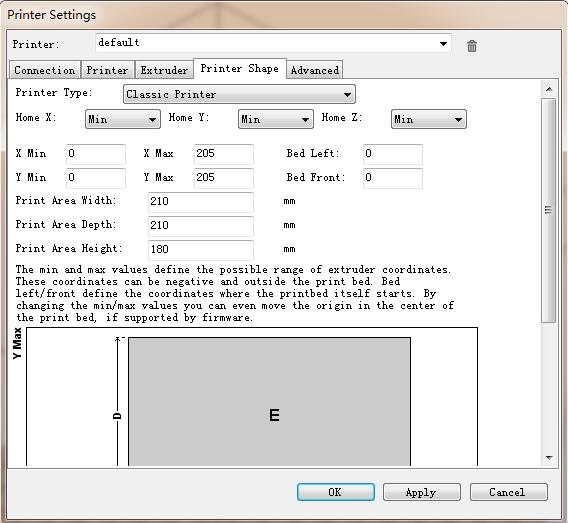 Printer Settings
Printer: default
Connection Printer Extruder Printer Shape Advanced
Printer Type: Classic Printer
Home X: Min Home Y: Min Home Z: Min
X Min 0 X Max 205 Bed Left: 0
Y Min 0 Y Max 205 Bed Front: 0
Print Area Width: 210 mm
Print Area Depth: 210 mm
Print Area Height: 180 mm
The min and max values define the possible range of extruder coordinates.
These coordinates can be negative and outside the print bed. Bed
left/front define the coordinates where the printbed itself starts. By
changing the min/max values you can even move the origin in the center of
the print bed, if supported by firmware.
Y Max
D
E
OK Apply Cancel